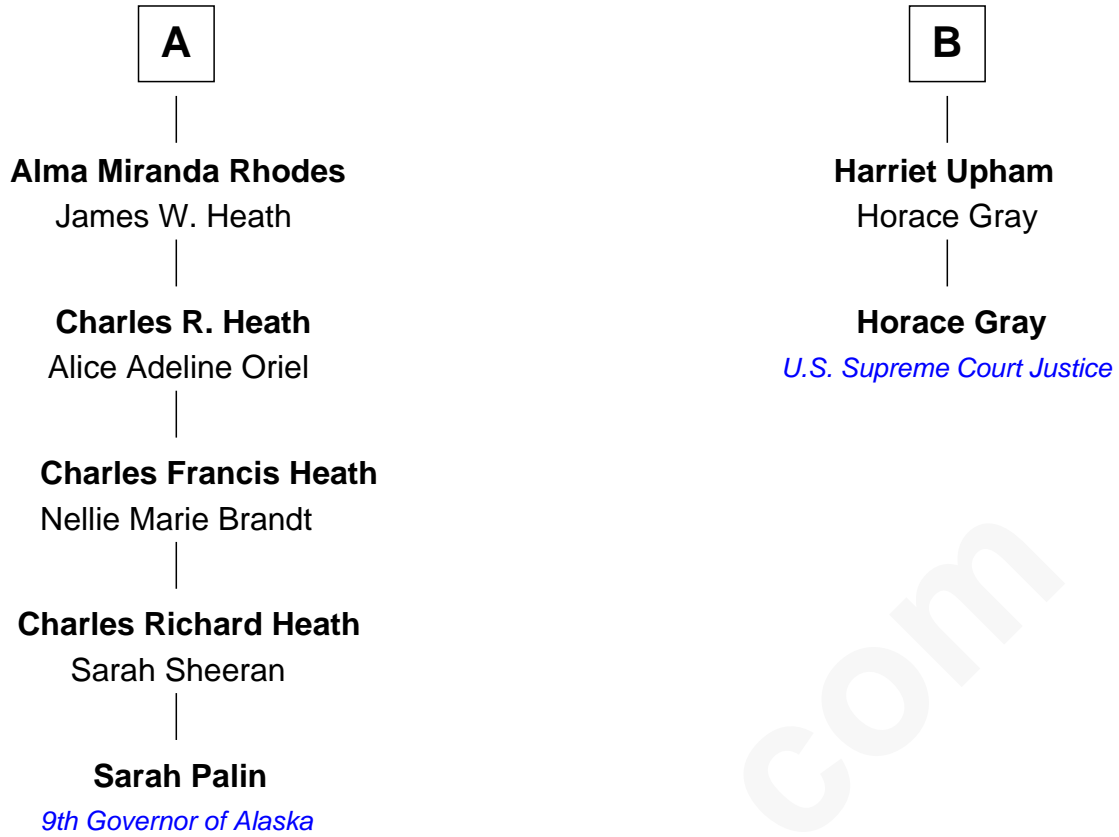 A
Alma Miranda Rhodes
James W. Heath
Charles R. Heath
Alice Adeline Oriel
Charles Francis Heath
Nellie Marie Brandt
Charles Richard Heath
Sarah Sheeran
Sarah Palin
9th Governor of Alaska
B
Harriet Upham
Horace Gray
Horace Gray
U.S. Supreme Court Justice
com